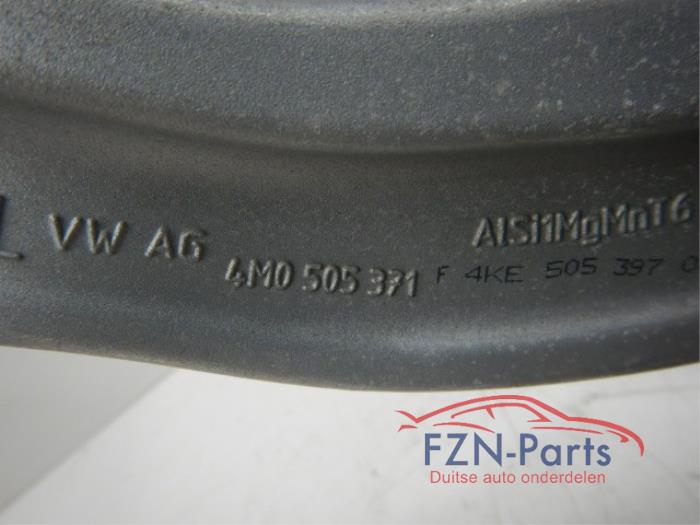 L VW AG 4M0 505 371
AlSi1MgMnT6
F 4KE 505 397
FZN-Parts
Duitse auto onderdelen